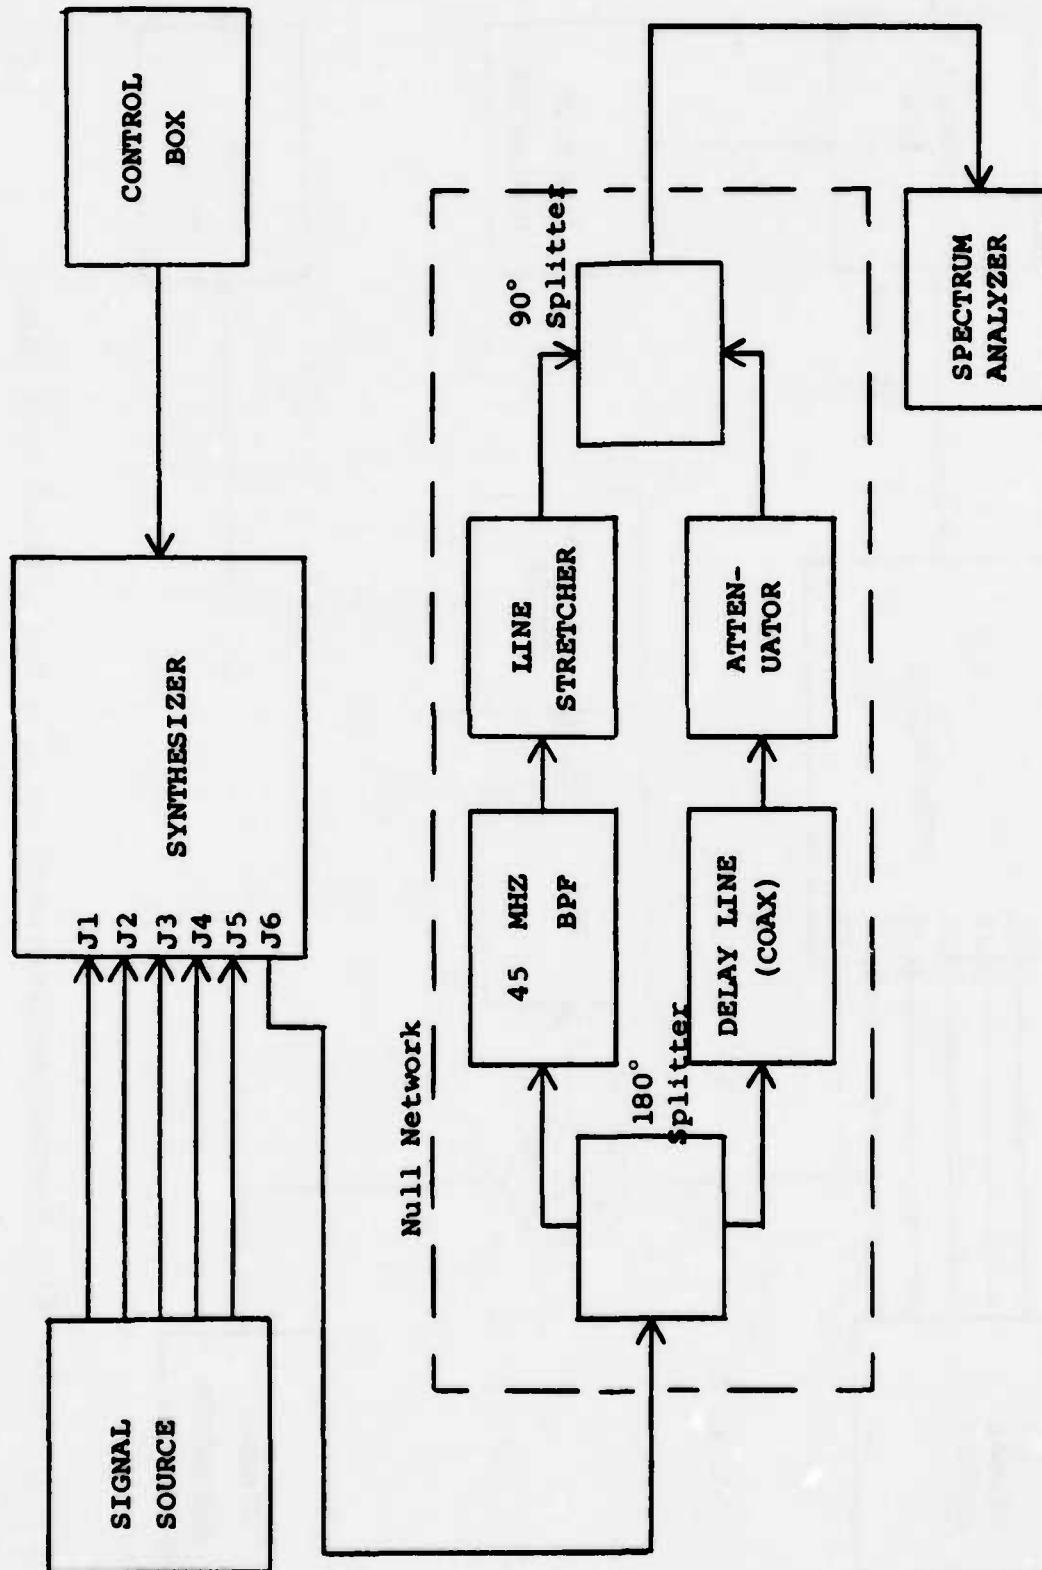 SIGNAL
SOURCE
J1
J2
J3
J4
J5
J6
SYNTHESIZER
CONTROL
BOX
Null Network
180°
Splitter
45 MHZ
BPF
LINE
STRETCHER
DELAY LINE
(COAX)
ATTEN-
UATOR
90°
Splitter
SPECTRUM
ANALYZER